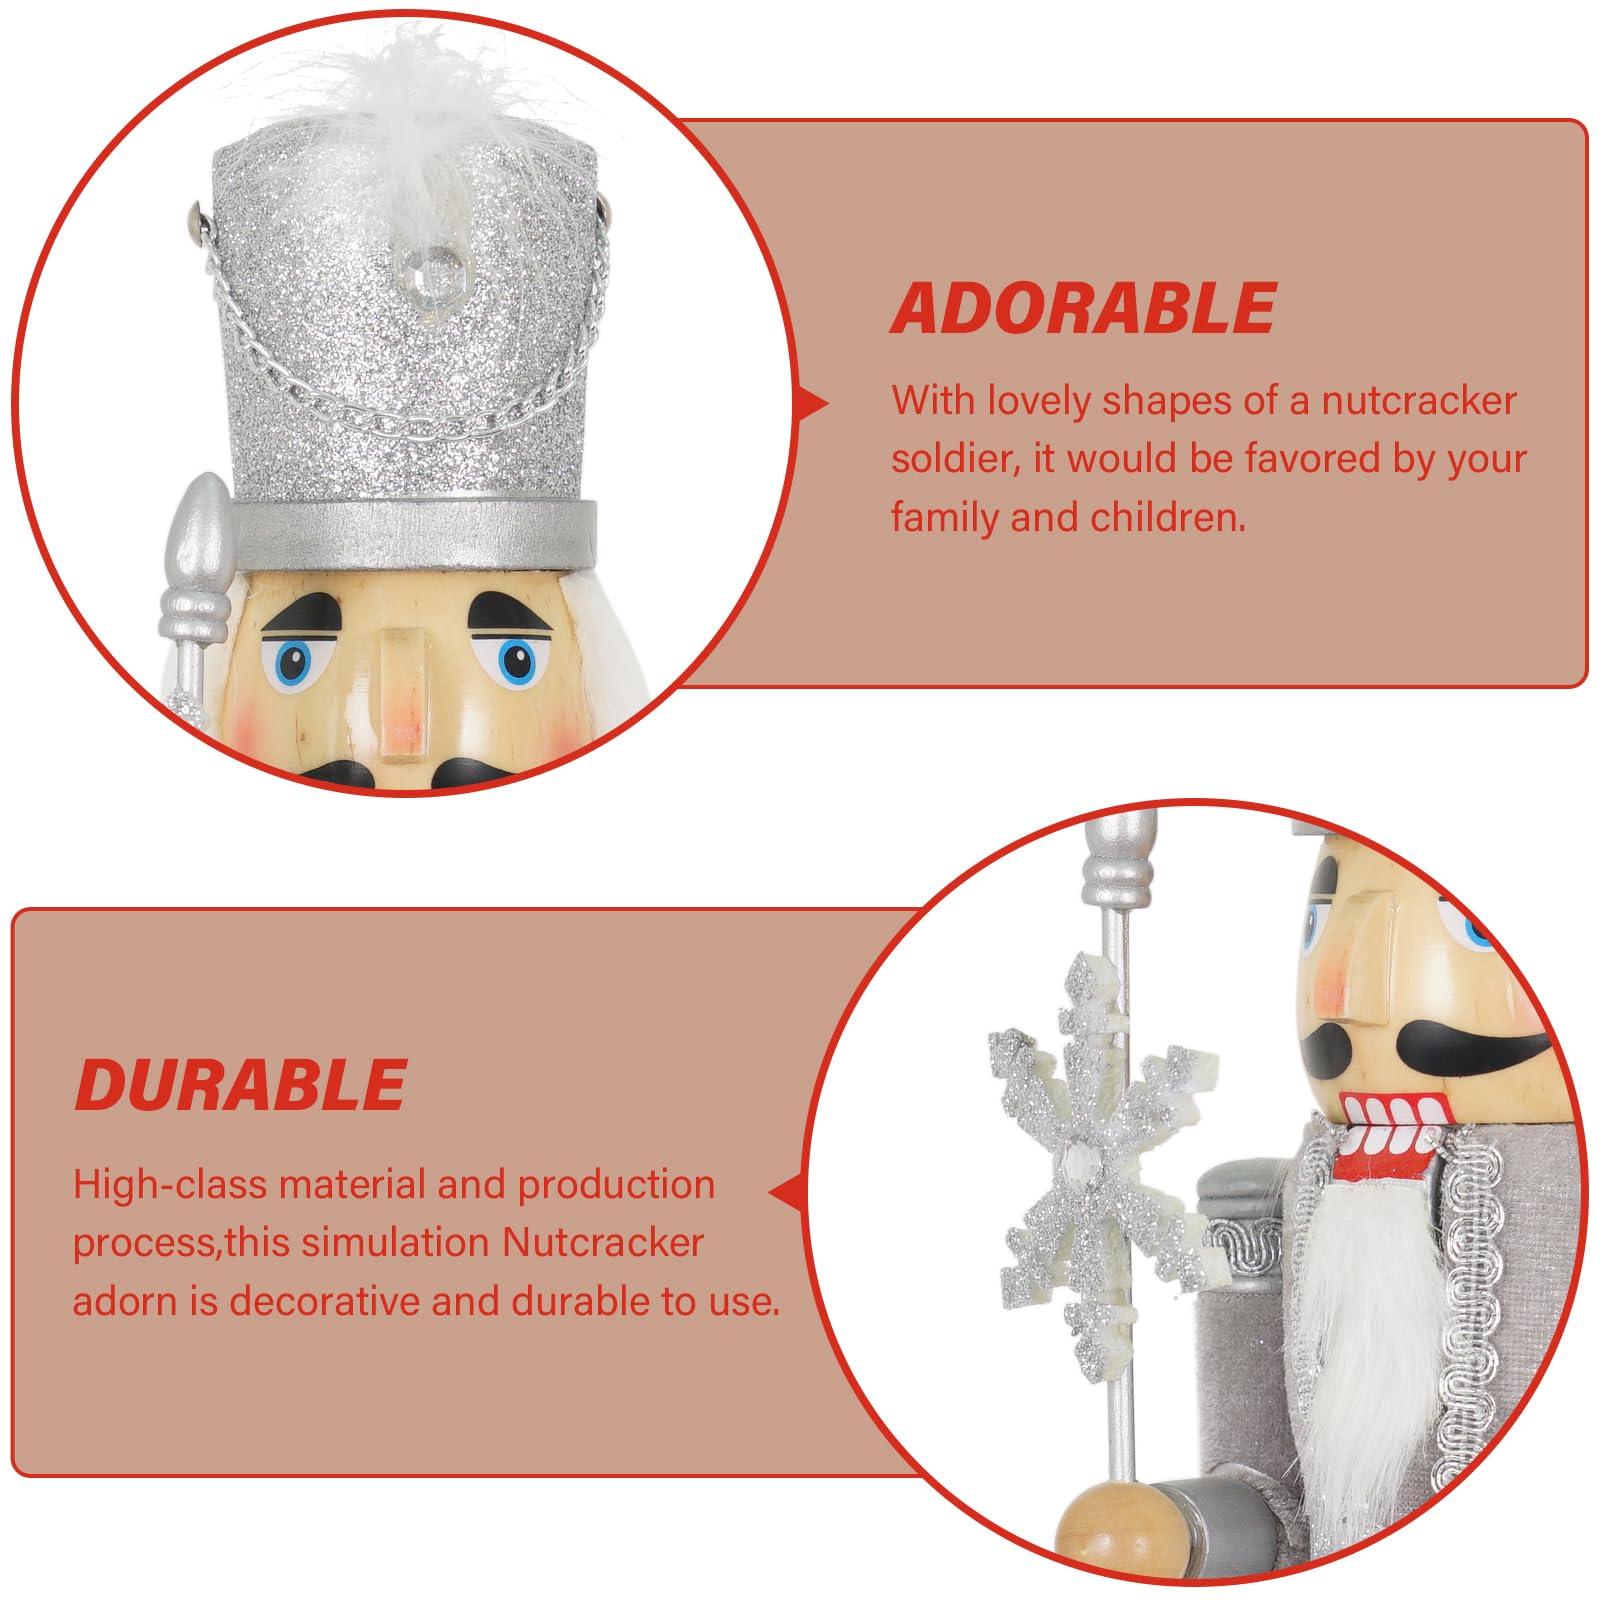 ADORABLE
With lovely shapes of a nutcracker
soldier, it would be favored by your
family and children.
DURABLE
High-class material and production
process,this simulation Nutcracker
adorn is decorative and durable to use.